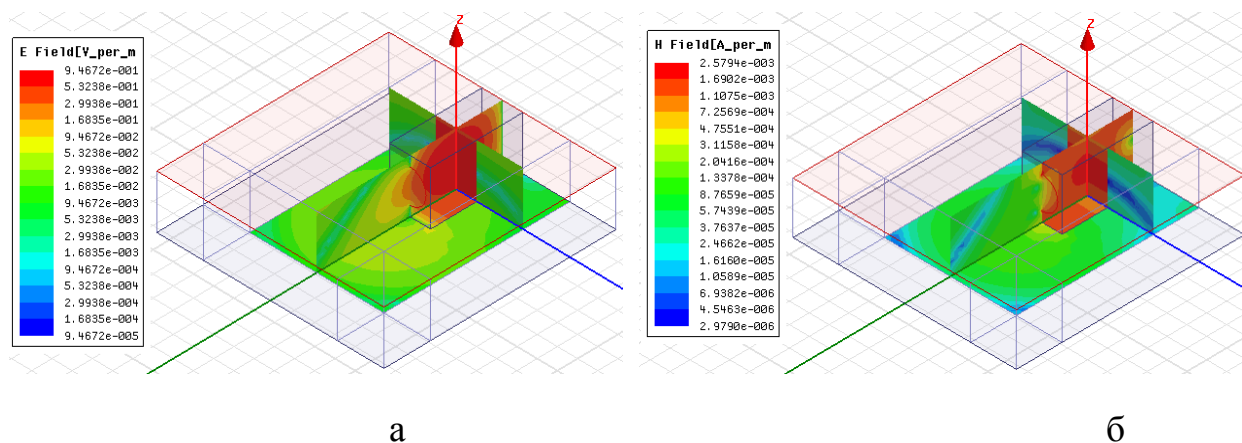 E Field[V_per_m
9.4672e-001
5.3238e-001
2.9938e-001
1.6835e-001
9.4672e-002
5.3238e-002
2.9938e-002
1.6835e-002
9.4672e-003
5.3238e-003
2.9938e-003
1.6835e-003
9.4672e-004
5.3238e-004
2.9938e-004
1.6835e-004
9.4672e-005
z
H Field[A_per_m
2.5794e-003
1.6902e-003
1.1075e-003
7.2569e-004
4.7551e-004
3.1158e-004
2.0416e-004
1.3378e-004
8.7659e-005
5.7439e-005
3.7637e-005
2.4662e-005
1.6160e-005
1.0589e-005
6.9382e-006
4.5463e-006
2.9790e-006
z
а
б